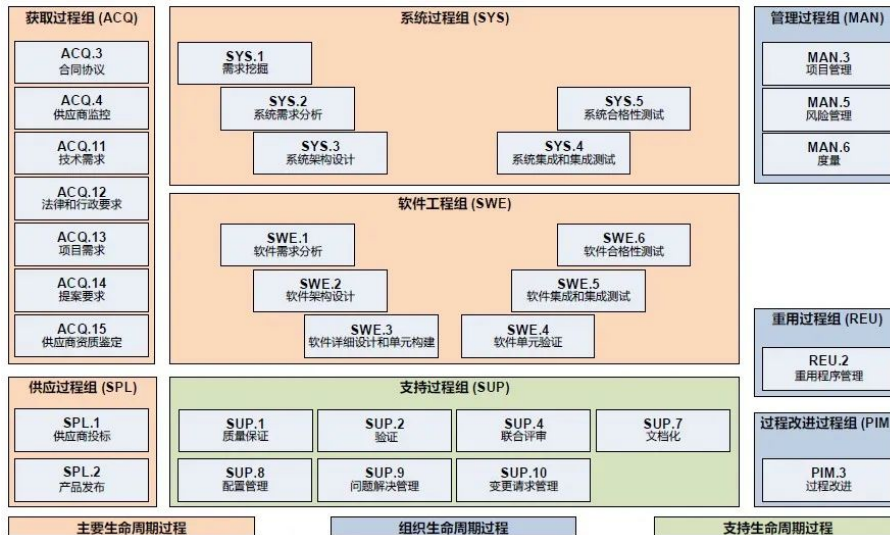 获取过程组 (ACQ)
ACQ.3
合同协议
ACQ.4
供应商监控
ACQ.11
技术需求
ACQ.12
法律和行政要求
ACQ.13
项目需求
ACQ.14
提案要求
ACQ.15
供应商资质鉴定
系统过程组 (SYS)
SYS.1
需求挖掘
SYS.2
系统需求分析
SYS.3
系统架构设计
SYS.5
系统合格性测试
SYS.4
系统集成和集成测试
管理过程组 (MAN)
MAN.3
项目管理
MAN.5
风险管理
MAN.6
度量
软件工程组 (SWE)
SWE.1
软件需求分析
SWE.2
软件架构设计
SWE.3
软件详细设计和单元构建
SWE.6
软件合格性测试
SWE.5
软件集成和集成测试
SWE.4
软件单元验证
重用过程组 (REU)
REU.2
重用程序管理
供应过程组 (SPL)
SPL.1
供应商投标
SPL.2
产品发布
支持过程组 (SUP)
SUP.1
质量保证
SUP.2
验证
SUP.4
联合评审
SUP.7
文档化
SUP.8
配置管理
SUP.9
问题解决管理
SUP.10
变更请求管理
过程改进过程组 (PIM
PIM.3
过程改进
主要生命周期过程
组织生命周期过程
支持生命周期过程